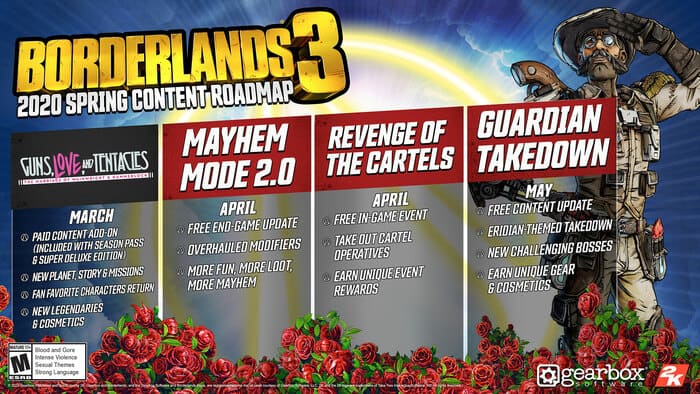 BORDERLANDS 3
2020 SPRING CONTENT ROADMAP
GUNS, LOVE AND TENTACLES
THE MARRIAGE OF WAINWRIGHT & HAMMERLOCK
MARCH
PAID CONTENT ADD-ON
(INCLUDED WITH SEASON PASS
& SUPER DELUXE EDITION)
NEW PLANET, STORY & MISSIONS
FAN FAVORITE CHARACTERS RETURN
NEW LEGENDARIES
& COSMETICS
MAYHEM
MODE 2.0
APRIL
FREE END-GAME UPDATE
OVERHAULED MODIFIERS
MORE FUN, MORE LOOT,
MORE MAYHEM
REVENGE OF
THE CARTELS
APRIL
FREE IN-GAME EVENT
TAKE OUT CARTEL
OPERATIVES
EARN UNIQUE EVENT
REWARDS
GUARDIAN
TAKEDOWN
MAY
FREE CONTENT UPDATE
ERIDIAN-THEMED TAKEDOWN
NEW CHALLENGING BOSSES
EARN UNIQUE GEAR
& COSMETICS
MATURE 17+
M
ESRB
Blood and Gore
Intense Violence
Sexual Themes
Strong Language
gearbox
software
2K